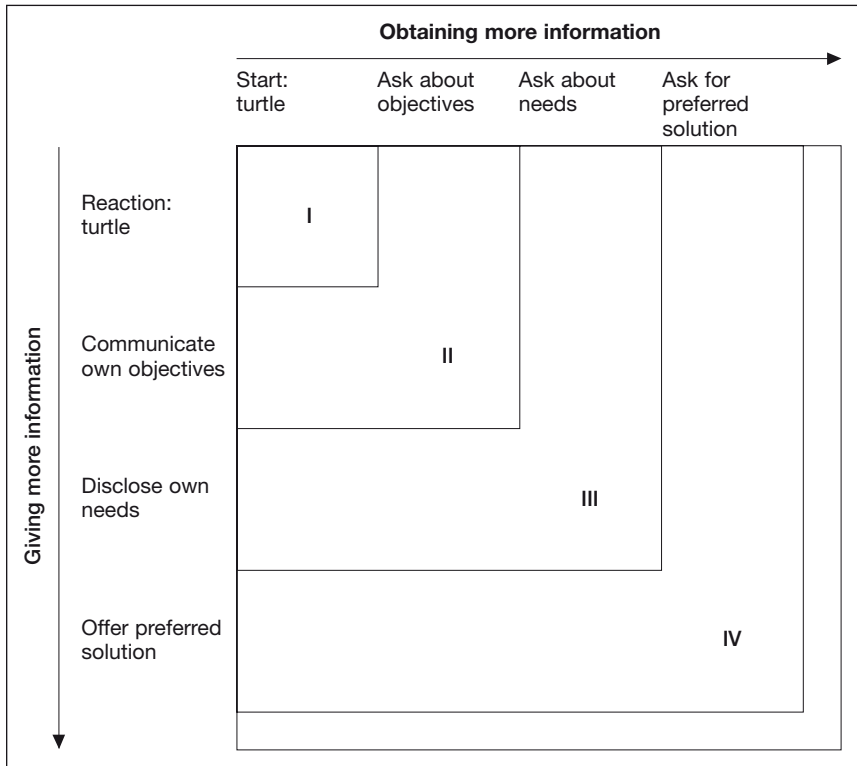 Obtaining more information
Start:
turtle
Ask about
objectives
Ask about
needs
Ask for
preferred
solution
Giving more information
Reaction:
turtle
I
Communicate
own objectives
II
Disclose own
needs
III
Offer preferred
solution
IV